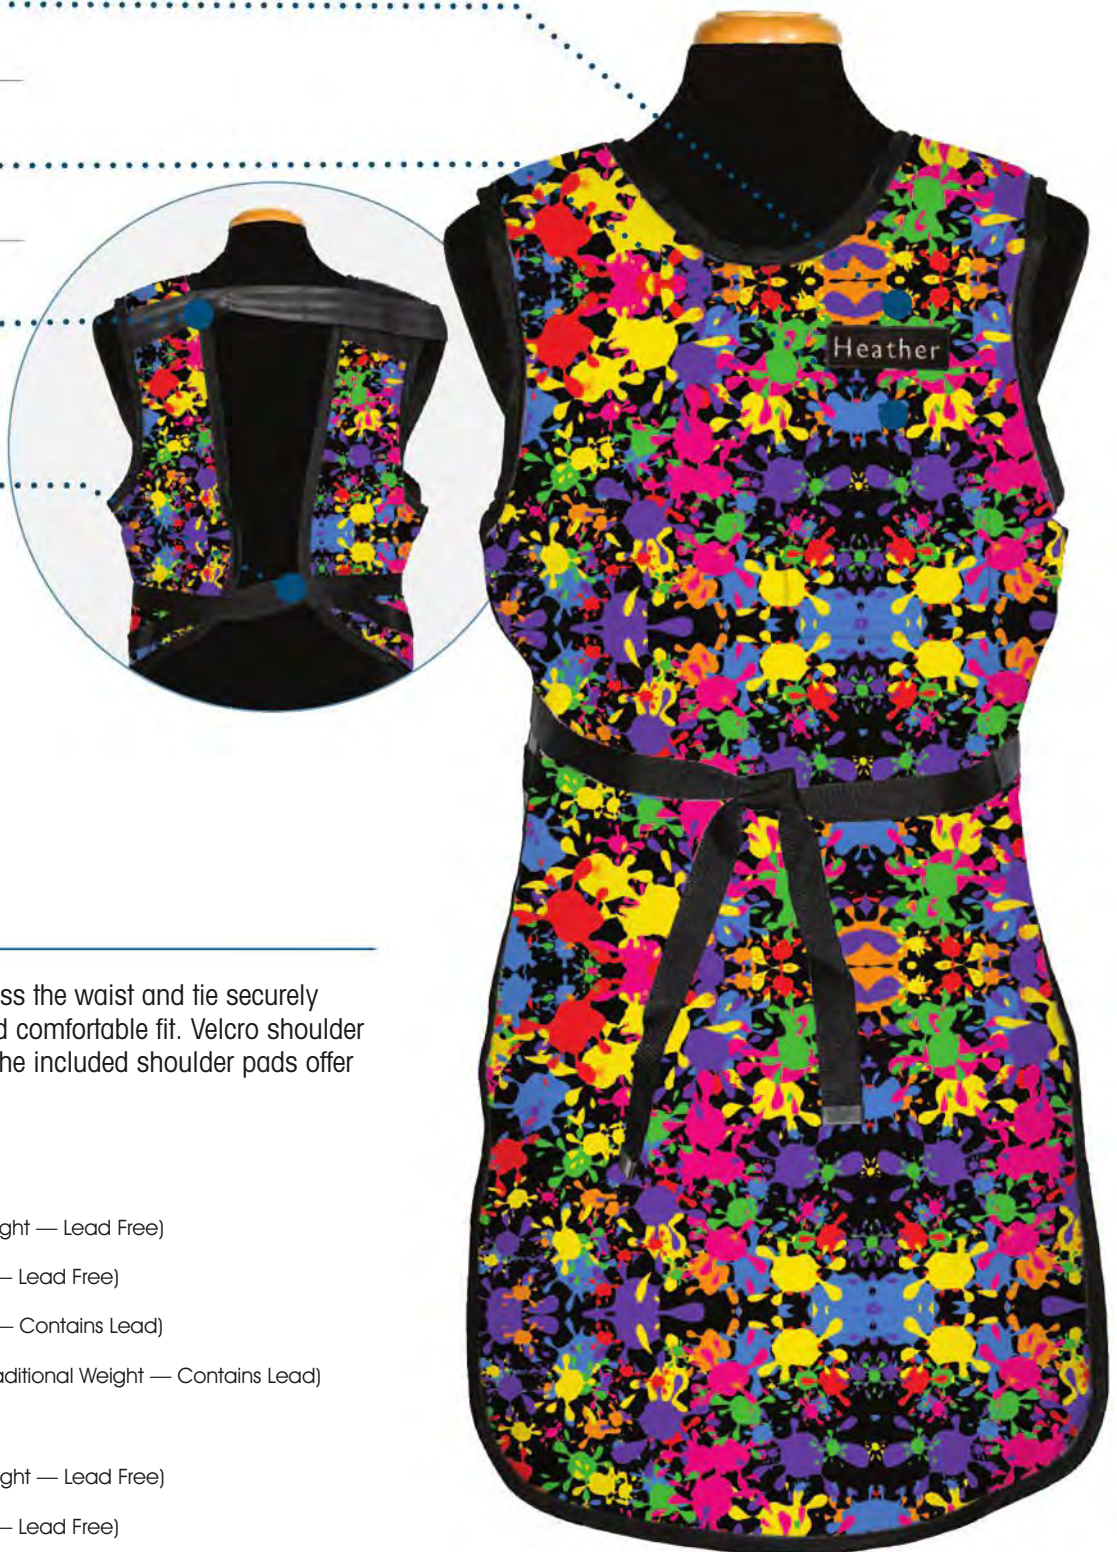 Heather
ss the waist and tie securely
d comfortable fit. Velcro shoulder
he included shoulder pads offer
ght — Lead Free)
— Lead Free)
— Contains Lead)
aditional Weight — Contains Lead)
ght — Lead Free)
— Lead Free)